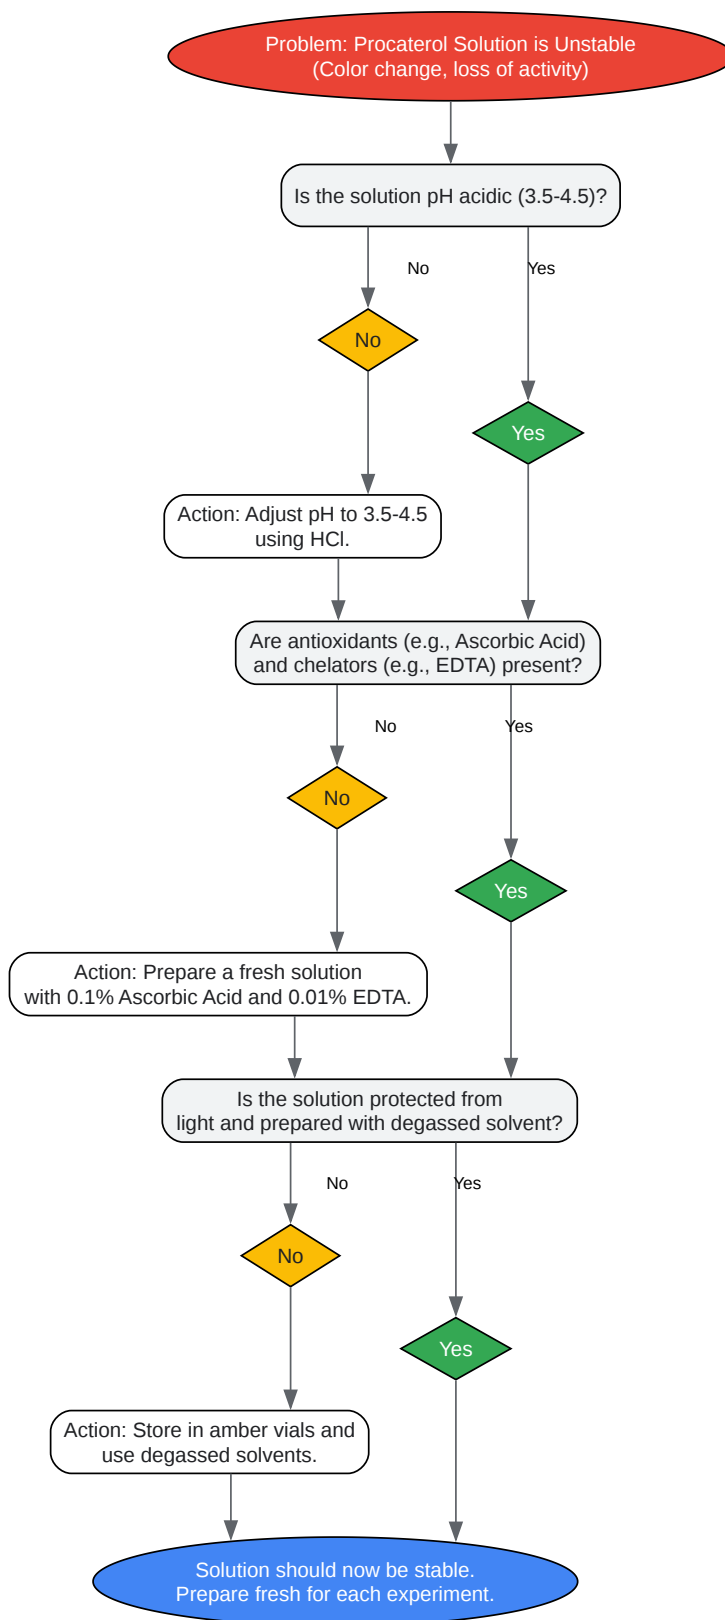 Problem: Procaterol Solution is Unstable
(Color change, loss of activity)
Is the solution pH acidic (3.5-4.5)?
No
Yes
No
Yes
Action: Adjust pH to 3.5-4.5
using HCl.
Are antioxidants (e.g., Ascorbic Acid)
and chelators (e.g., EDTA) present?
No
Yes
No
Yes
Action: Prepare a fresh solution
with 0.1% Ascorbic Acid and 0.01% EDTA.
Is the solution protected from
light and prepared with degassed solvent?
No
Yes
No
Yes
Action: Store in amber vials and
use degassed solvents.
Solution should now be stable.
Prepare fresh for each experiment.